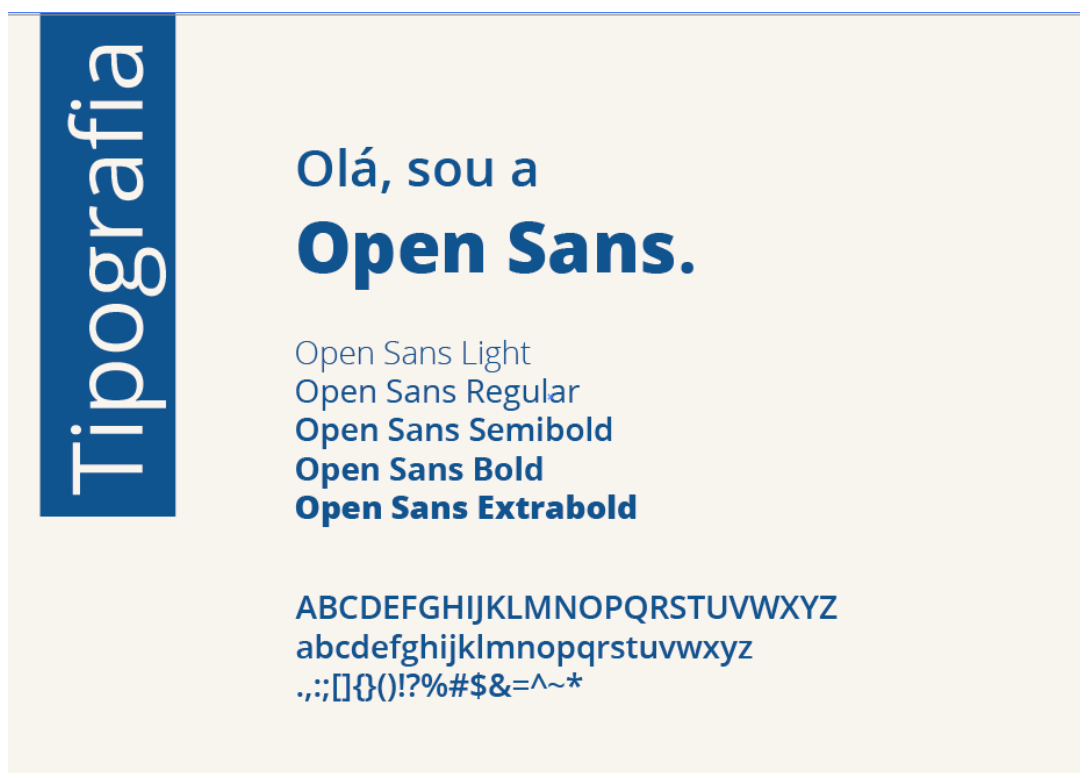 Tipografia
Olá, sou a
Open Sans.
Open Sans Light
Open Sans Regular
Open Sans Semibold
Open Sans Bold
Open Sans Extrabold
ABCDEFGHIJKLMNOPQRSTUVWXYZ
abcdefghijklmnopqrstuvwxyz
.,:;[]{}()!?%#$&=^~*